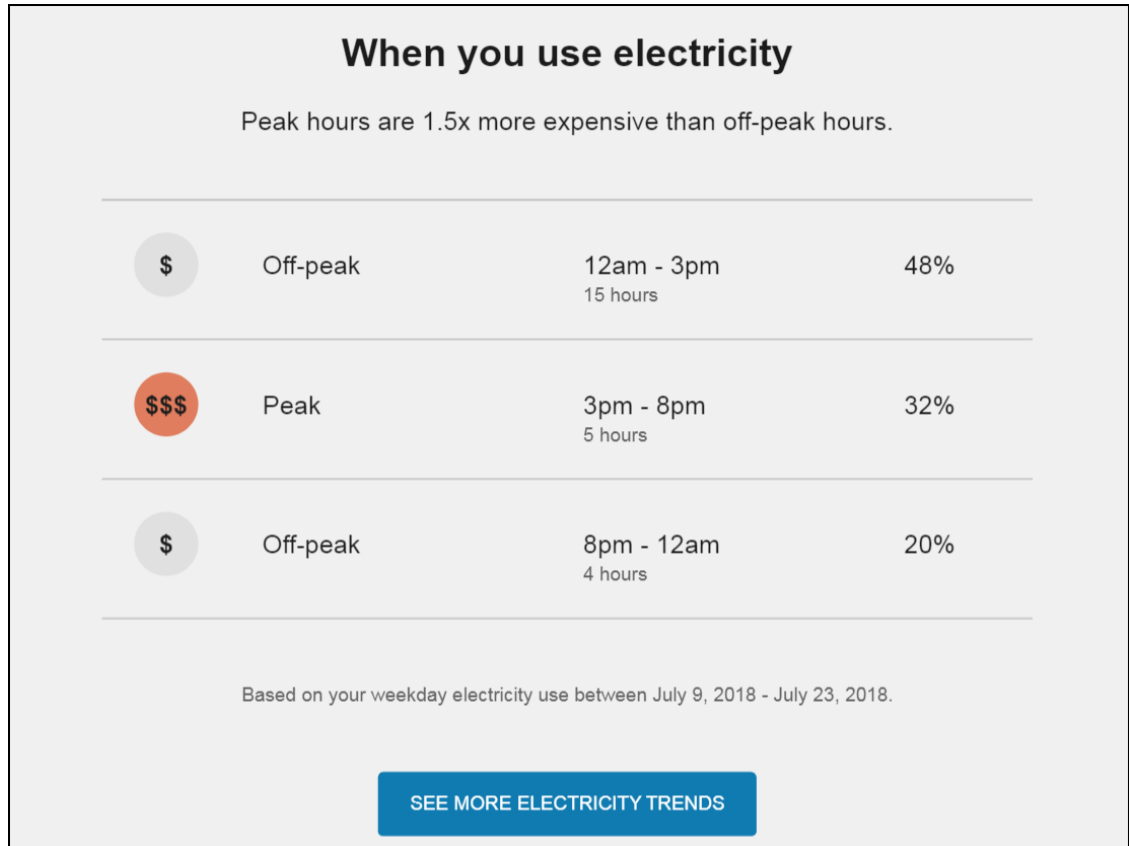 When you use electricity
Peak hours are 1.5x more expensive than off-peak hours.
$ Off-peak 12am - 3pm 48%
15 hours
$$$ Peak 3pm - 8pm 32%
5 hours
$ Off-peak 8pm - 12am 20%
4 hours
Based on your weekday electricity use between July 9, 2018 - July 23, 2018.
SEE MORE ELECTRICITY TRENDS